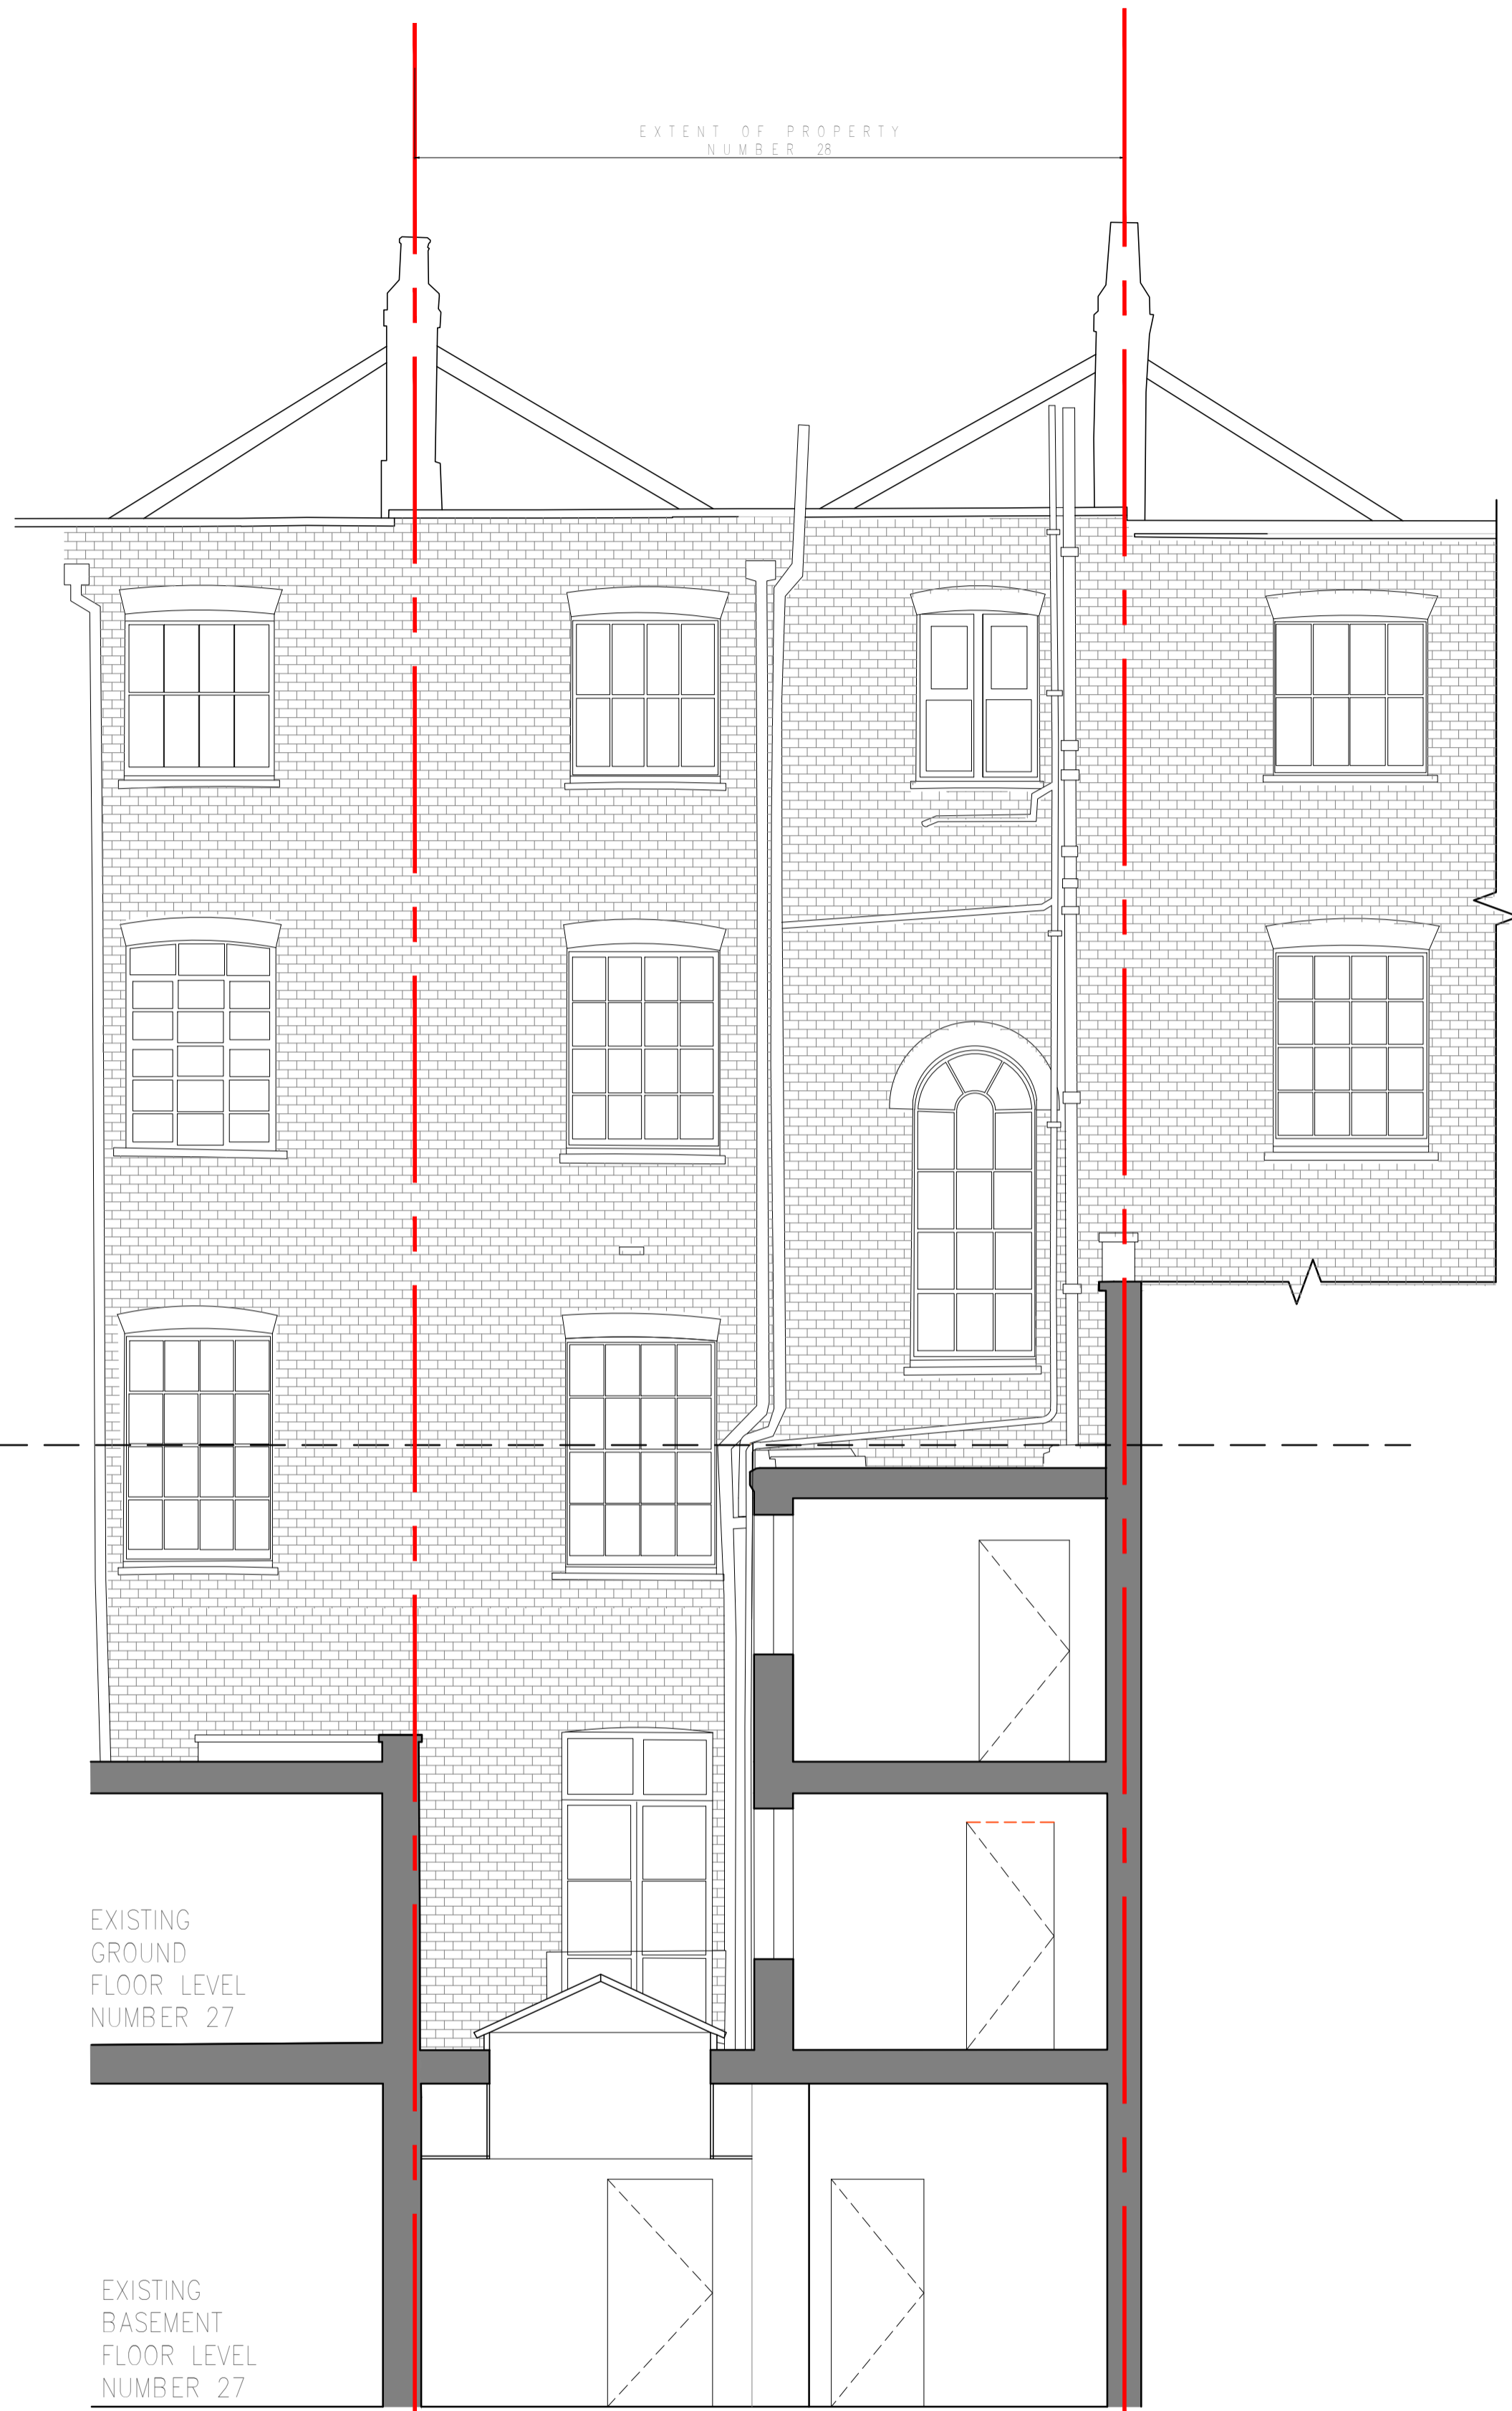 EXTENT OF PROPERTY
NUMBER 28
EXISTING
GROUND
FLOOR LEVEL
NUMBER 27
EXISTING
BASEMENT
FLOOR LEVEL
NUMBER 27